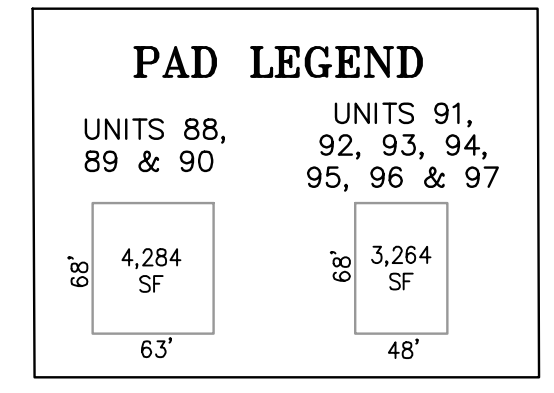 PAD LEGEND
UNITS 88,
89 & 90
68'
4,284
SF
63'
UNITS 91,
92, 93, 94,
95, 96 & 97
68'
3,264
SF
48'